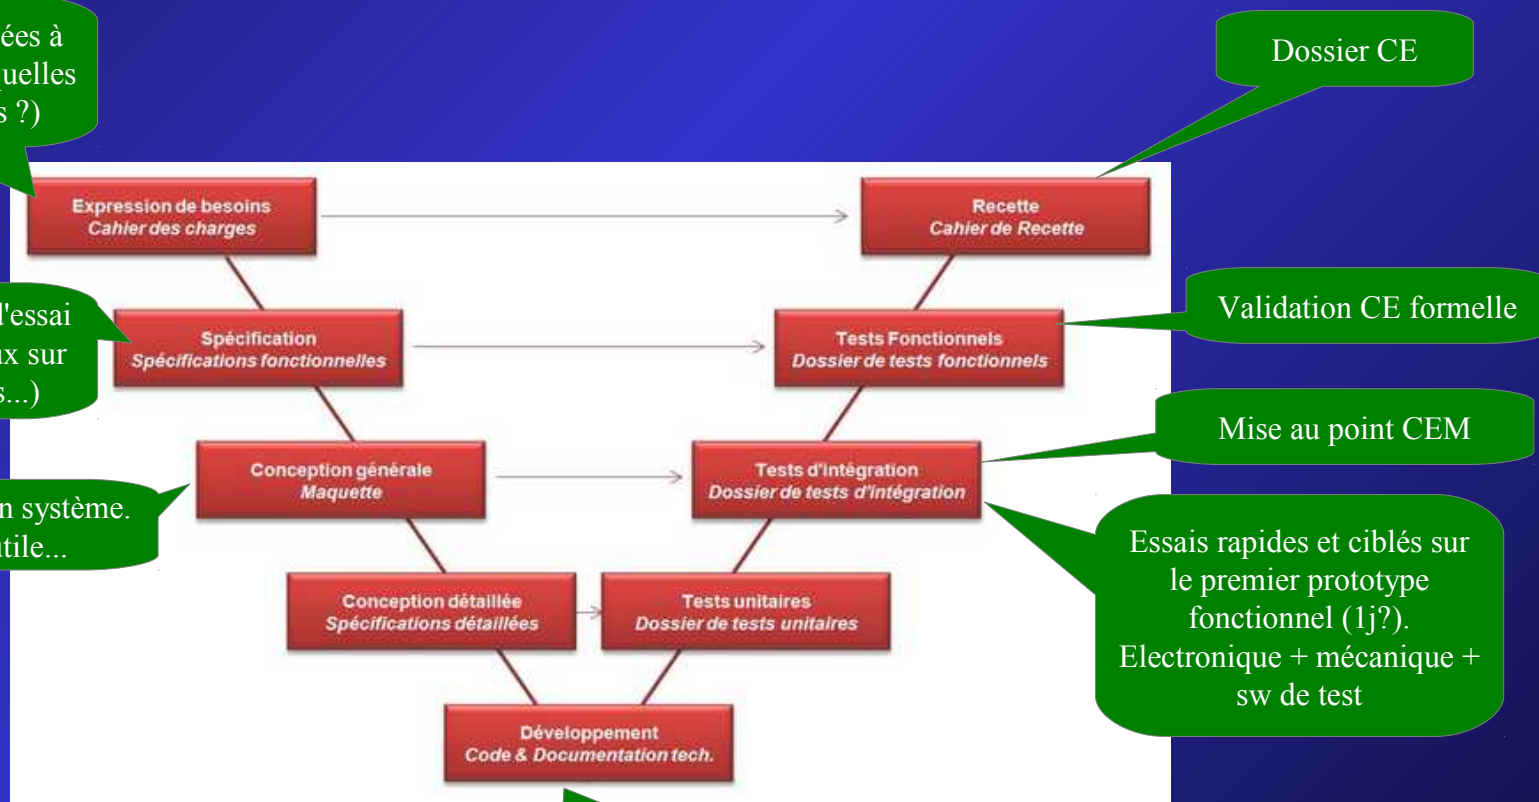 Dossier CE
Expression de besoins
Cahier des charges
Recette
Cahier de Recette
à
?)
d'essai
sur
Spécification
Spécifications fonctionnelles
Tests Fonctionnels
Dossier de tests fonctionnels
Validation CE formelle
Mise au point CEM
Conception générale
Maquette
Tests d'intégration
Dossier de tests d'intégration
système.
Essais rapides et ciblés sur
le premier prototype
fonctionnel (1j?).
Electronique + mécanique +
sw de test
Conception détaillée
Spécifications détaillées
Tests unitaires
Dossier de tests unitaires
Développement
Code & Documentation tech.